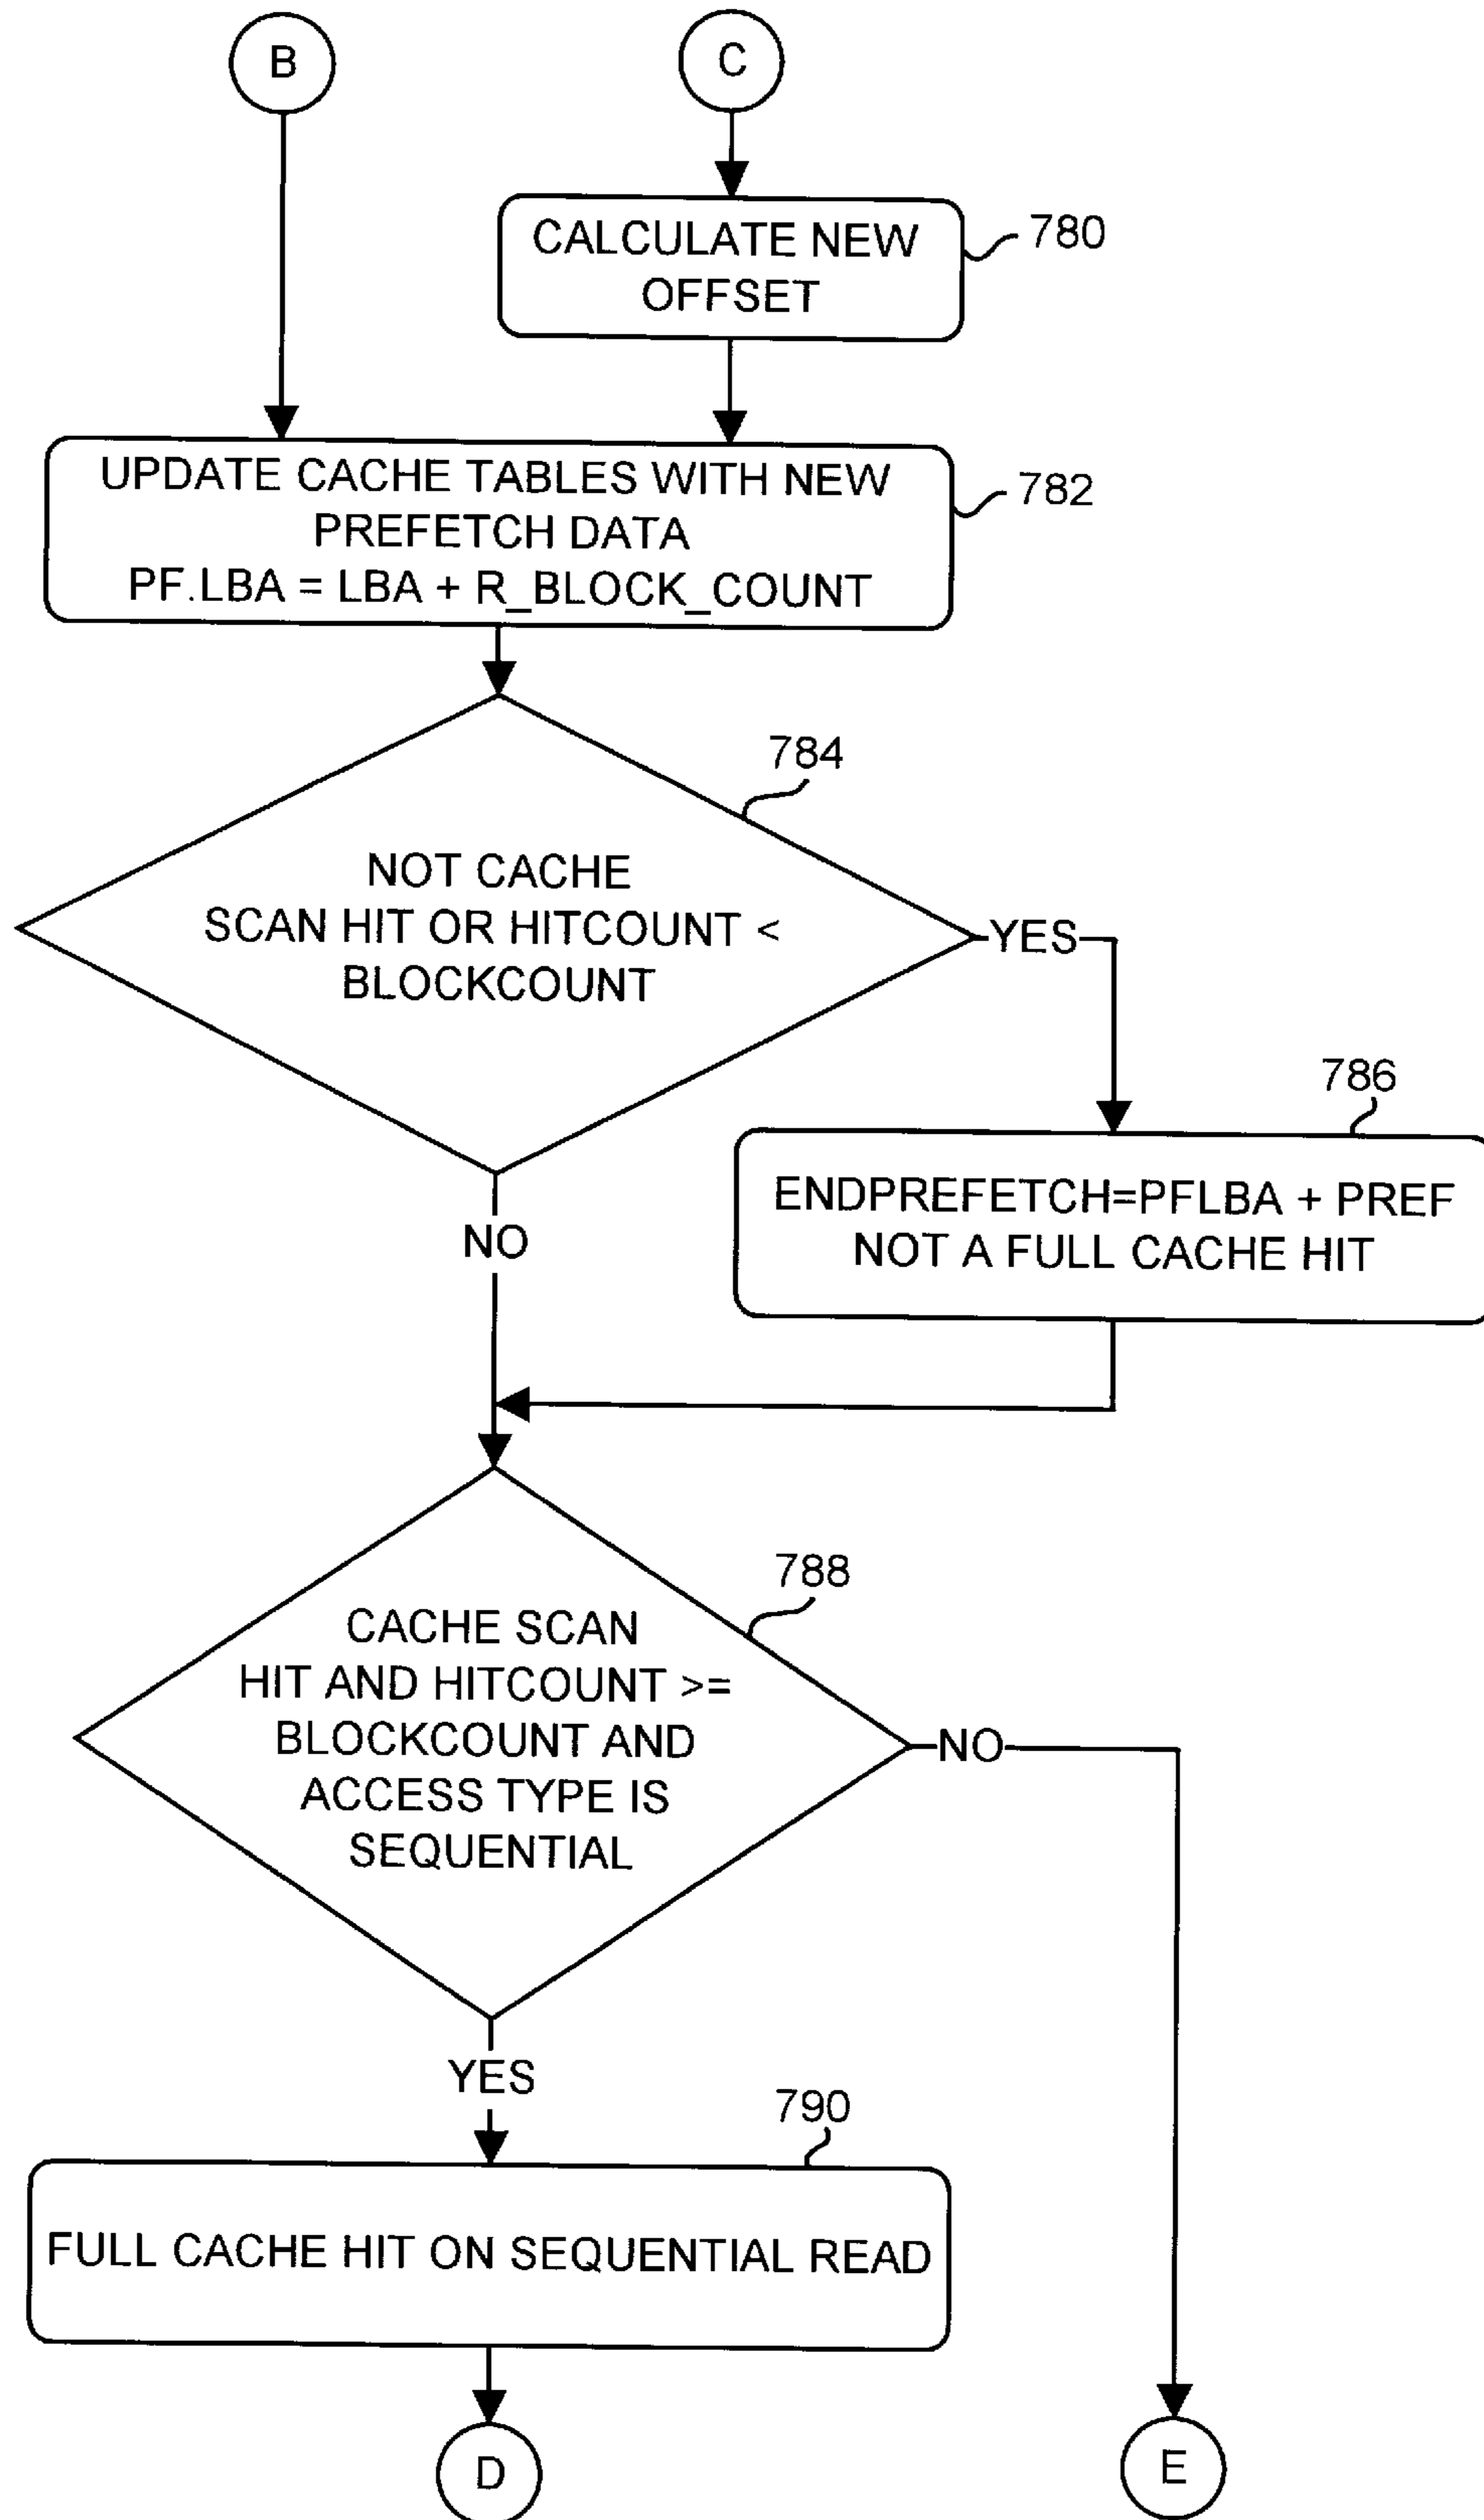 B
C
CALCULATE NEW
OFFSET
780
UPDATE CACHE TABLES WITH NEW
PREFETCH DATA
PF.LBA = LBA + R_BLOCK_COUNT
782
784
NOT CACHE
SCAN HIT OR HITCOUNT <
BLOCKCOUNT
YES
NO
786
ENDPREFETCH=PFLBA + PREF
NOT A FULL CACHE HIT
788
CACHE SCAN
HIT AND HITCOUNT >=
BLOCKCOUNT AND
ACCESS TYPE IS
SEQUENTIAL
NO
YES
790
FULL CACHE HIT ON SEQUENTIAL READ
D
E